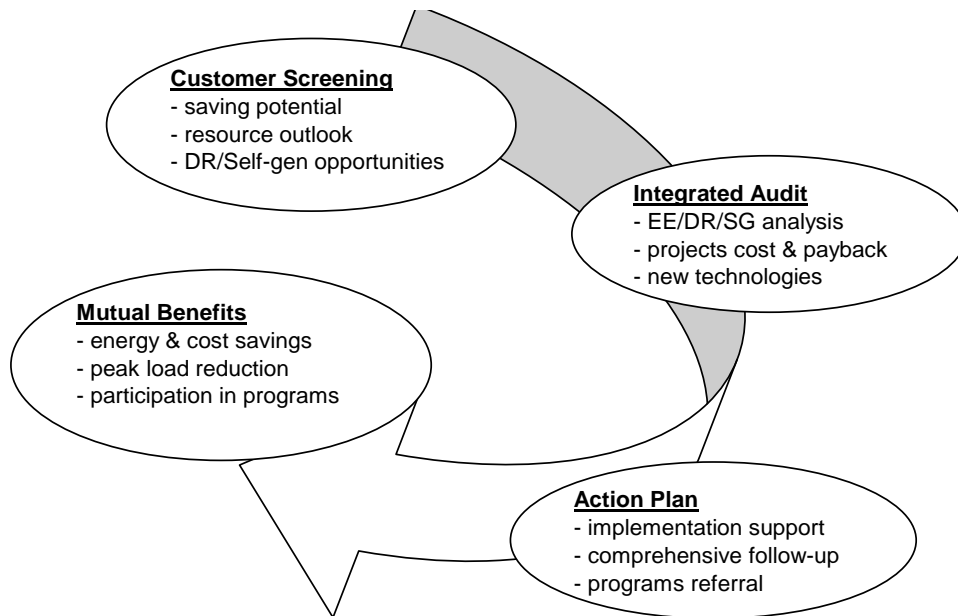 Customer Screening
- saving potential
- resource outlook
- DR/Self-gen opportunities
Integrated Audit
- EE/DR/SG analysis
- projects cost & payback
- new technologies
Mutual Benefits
- energy & cost savings
- peak load reduction
- participation in programs
Action Plan
- implementation support
- comprehensive follow-up
- programs referral